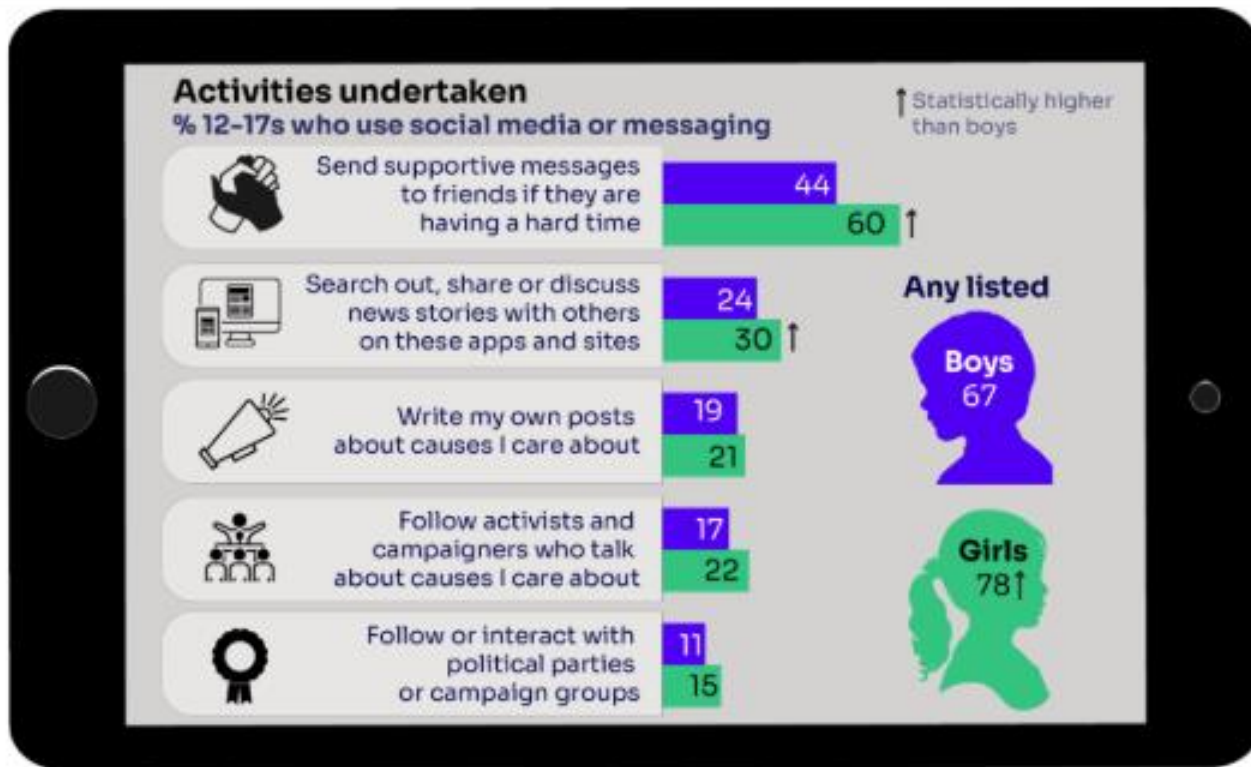 Activities undertaken
% 12-17s who use social media or messaging
↑ Statistically higher
than boys
Send supportive messages
to friends if they are
having a hard time
44
60 ↑
Search out, share or discuss
news stories with others
on these apps and sites
24
30 ↑
Write my own posts
about causes I care about
19
21
Follow activists and
campaigners who talk
about causes I care about
17
22
Follow or interact with
political parties
or campaign groups
11
15
Any listed
Boys
67
Girls
78↑